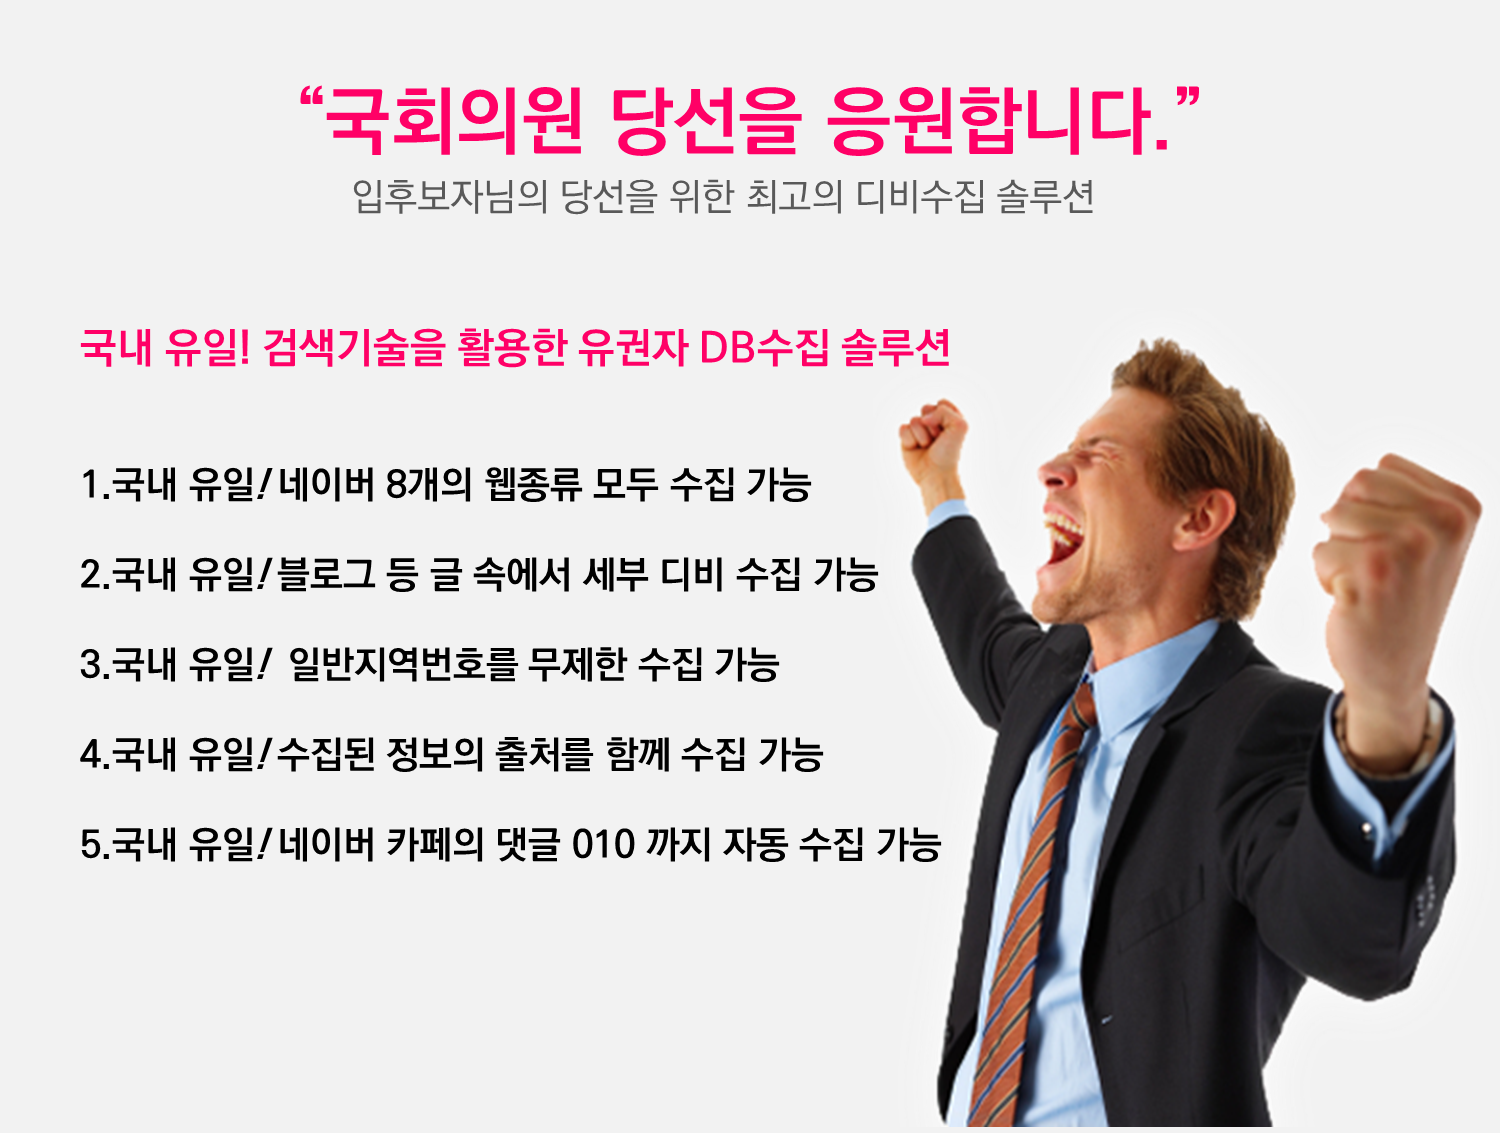 “국회의원 당선을 응원합니다.”
입후보자님의 당선을 위한 최고의 디비수집 솔루션
국내 유일! 검색기술을 활용한 유권자 DB수집 솔루션
1.국내 유일! 네이버 8개의 웹종류 모두 수집 가능
2.국내 유일! 블로그 등 글 속에서 세부 디비 수집 가능
3.국내 유일! 일반지역번호를 무제한 수집 가능
4.국내 유일! 수집된 정보의 출처를 함께 수집 가능
5.국내 유일! 네이버 카페의 댓글 010 까지 자동 수집 가능